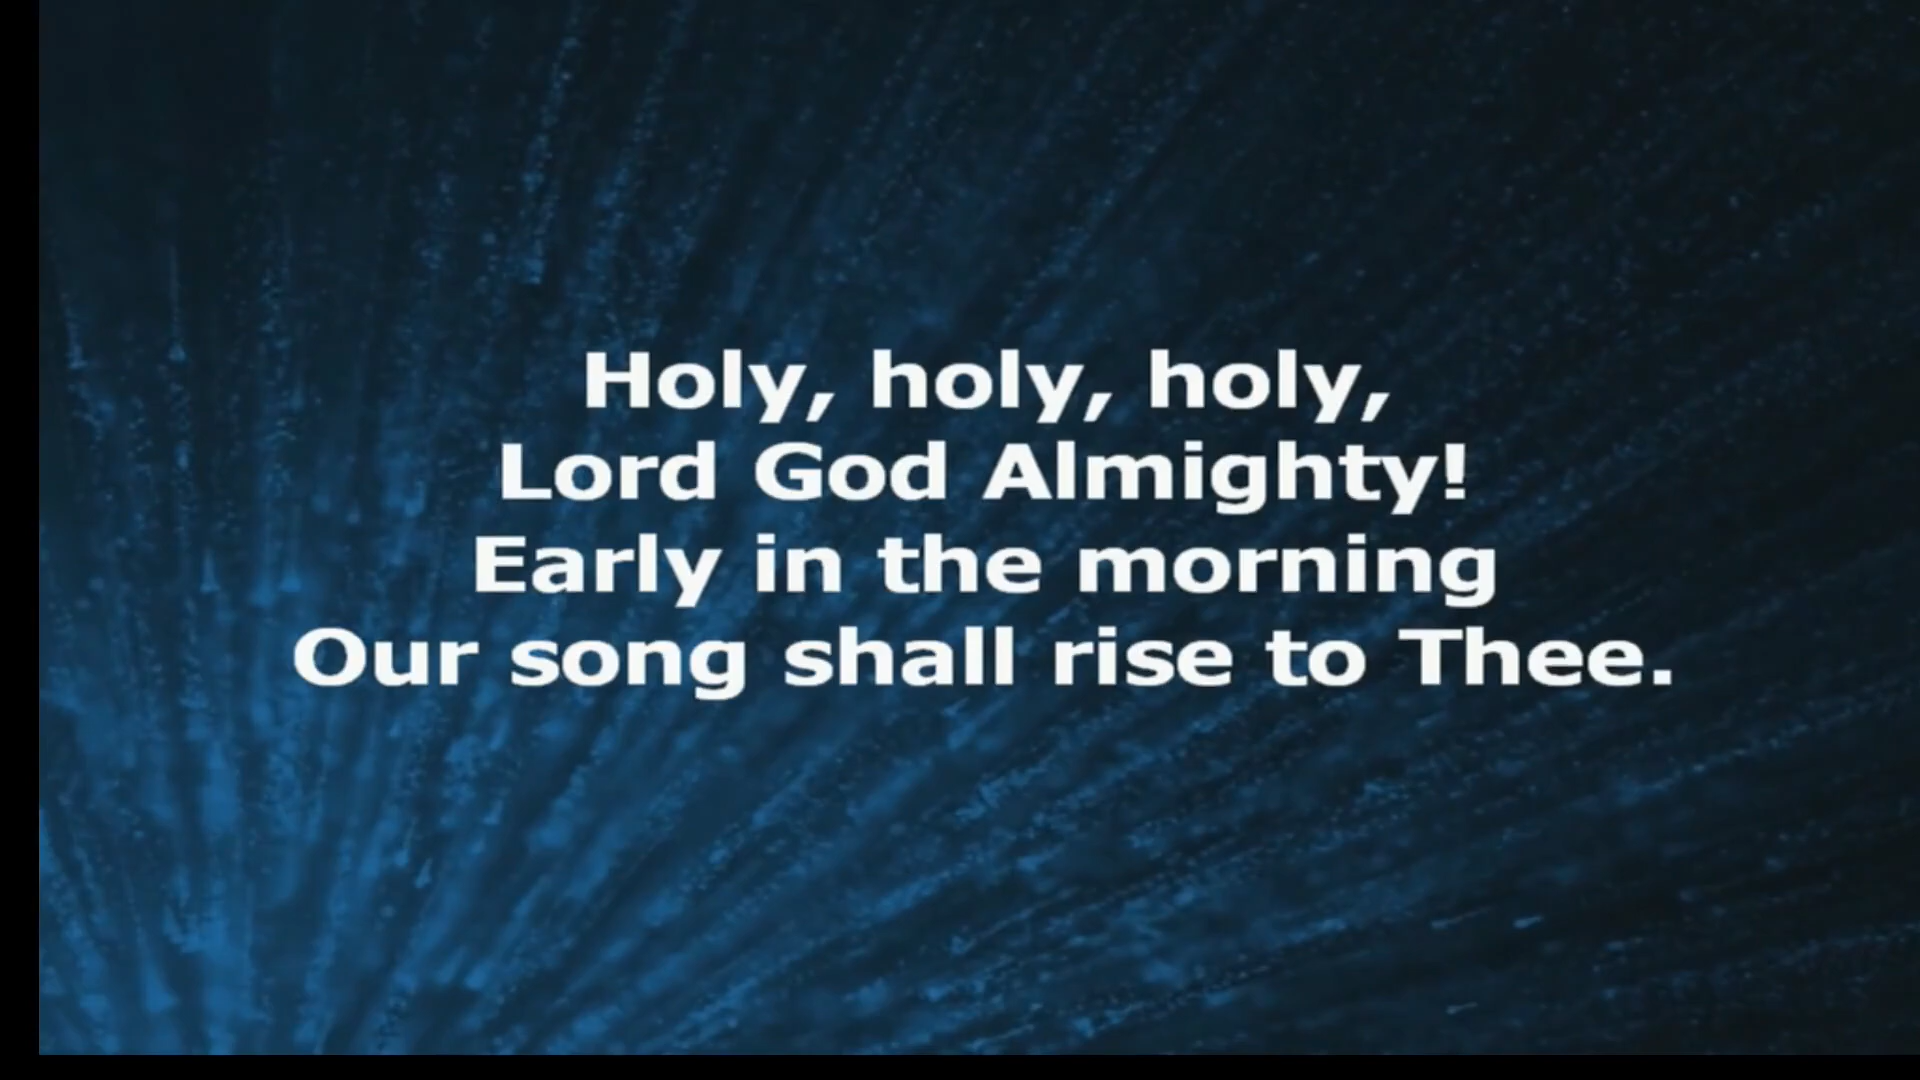 Holy, holy, holy,
Lord God Almighty!
Early in the morning
Our song shall rise to Thee.